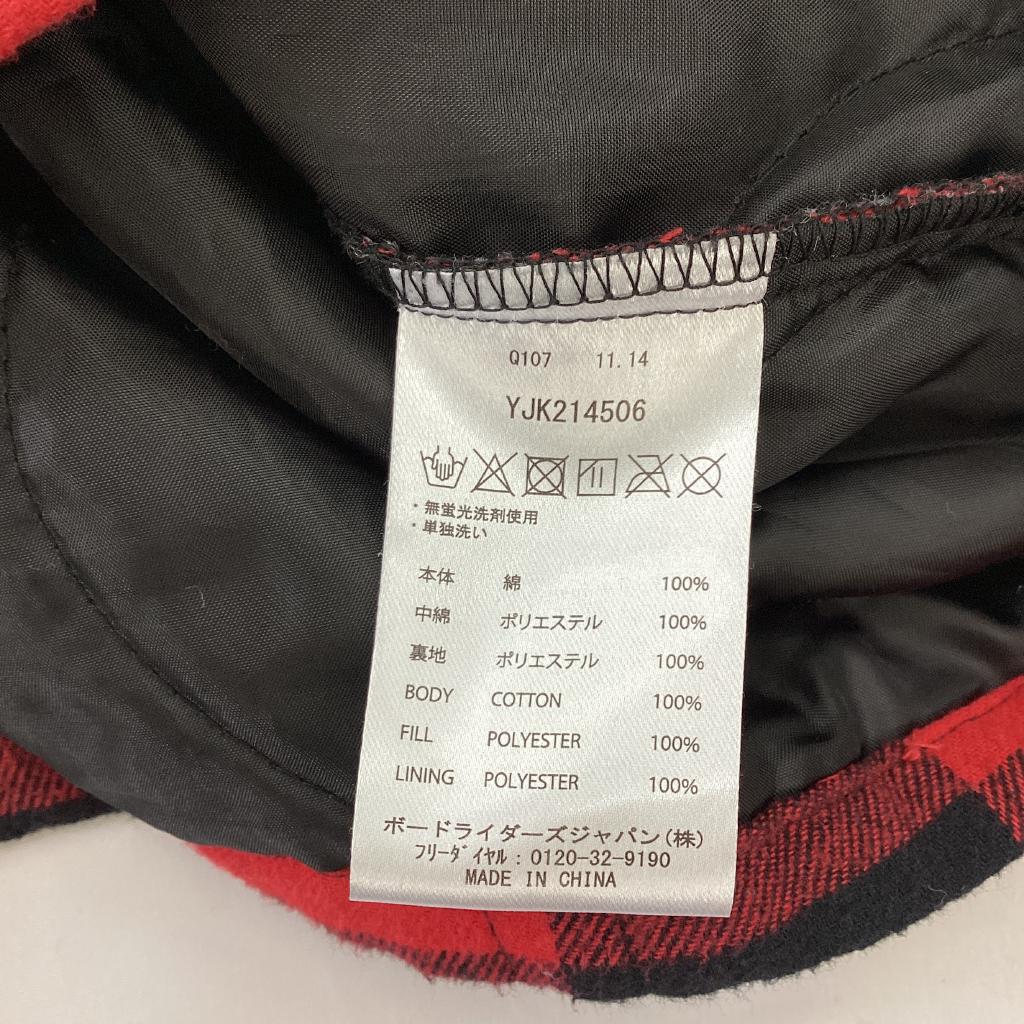 Q107 11.14
YJK214506
・無蛍光洗剤使用
・単独洗い
本体 綿 100%
中綿 ポリエステル 100%
裏地 ポリエステル 100%
BODY COTTON 100%
FILL POLYESTER 100%
LINING POLYESTER 100%
ボードライダーズジャパン(株)
フリーダイヤル:0120-32-9190
MADE IN CHINA